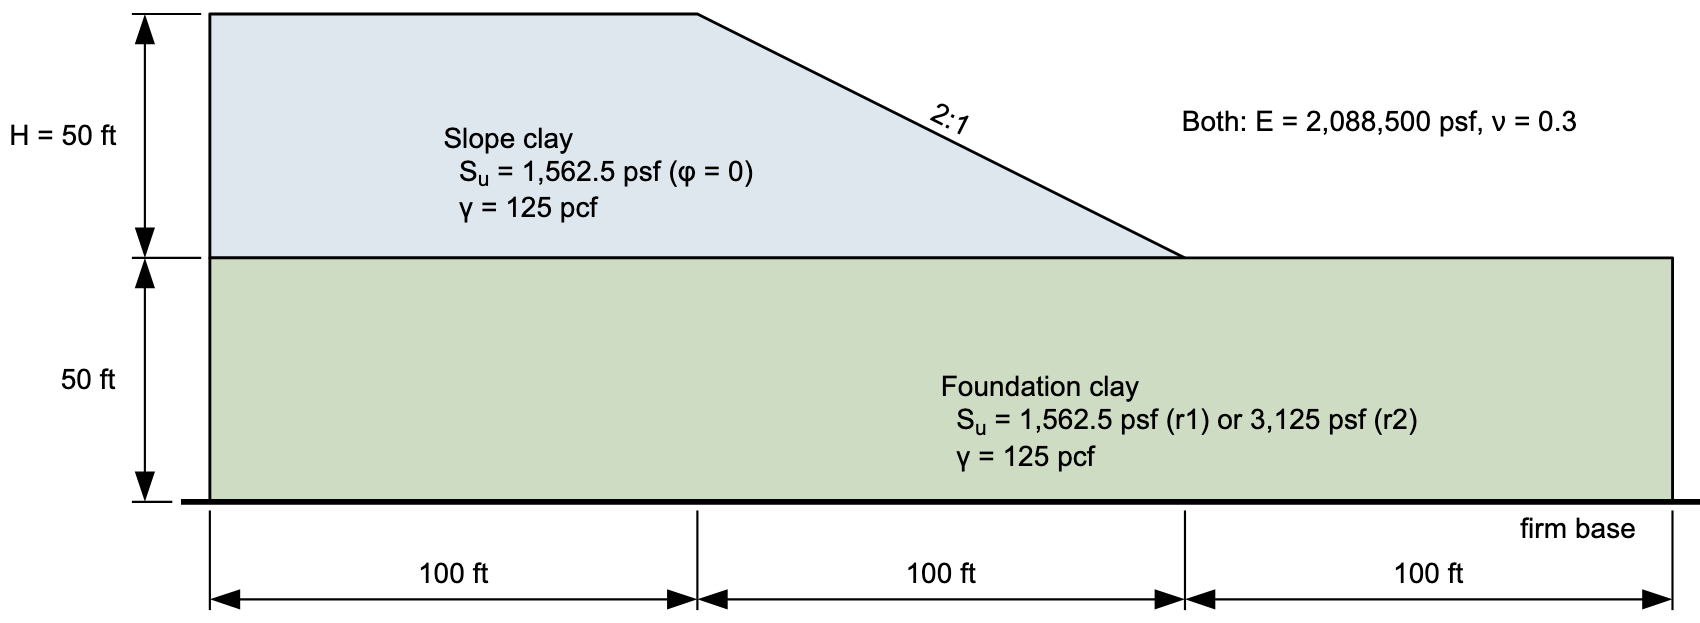 H = 50 ft
Slope clay
Su = 1,562.5 psf (φ = 0)
γ = 125 pcf
2:1
Both: E = 2,088,500 psf, ν = 0.3
50 ft
Foundation clay
Su = 1,562.5 psf (r1) or 3,125 psf (r2)
γ = 125 pcf
firm base
100 ft
100 ft
100 ft